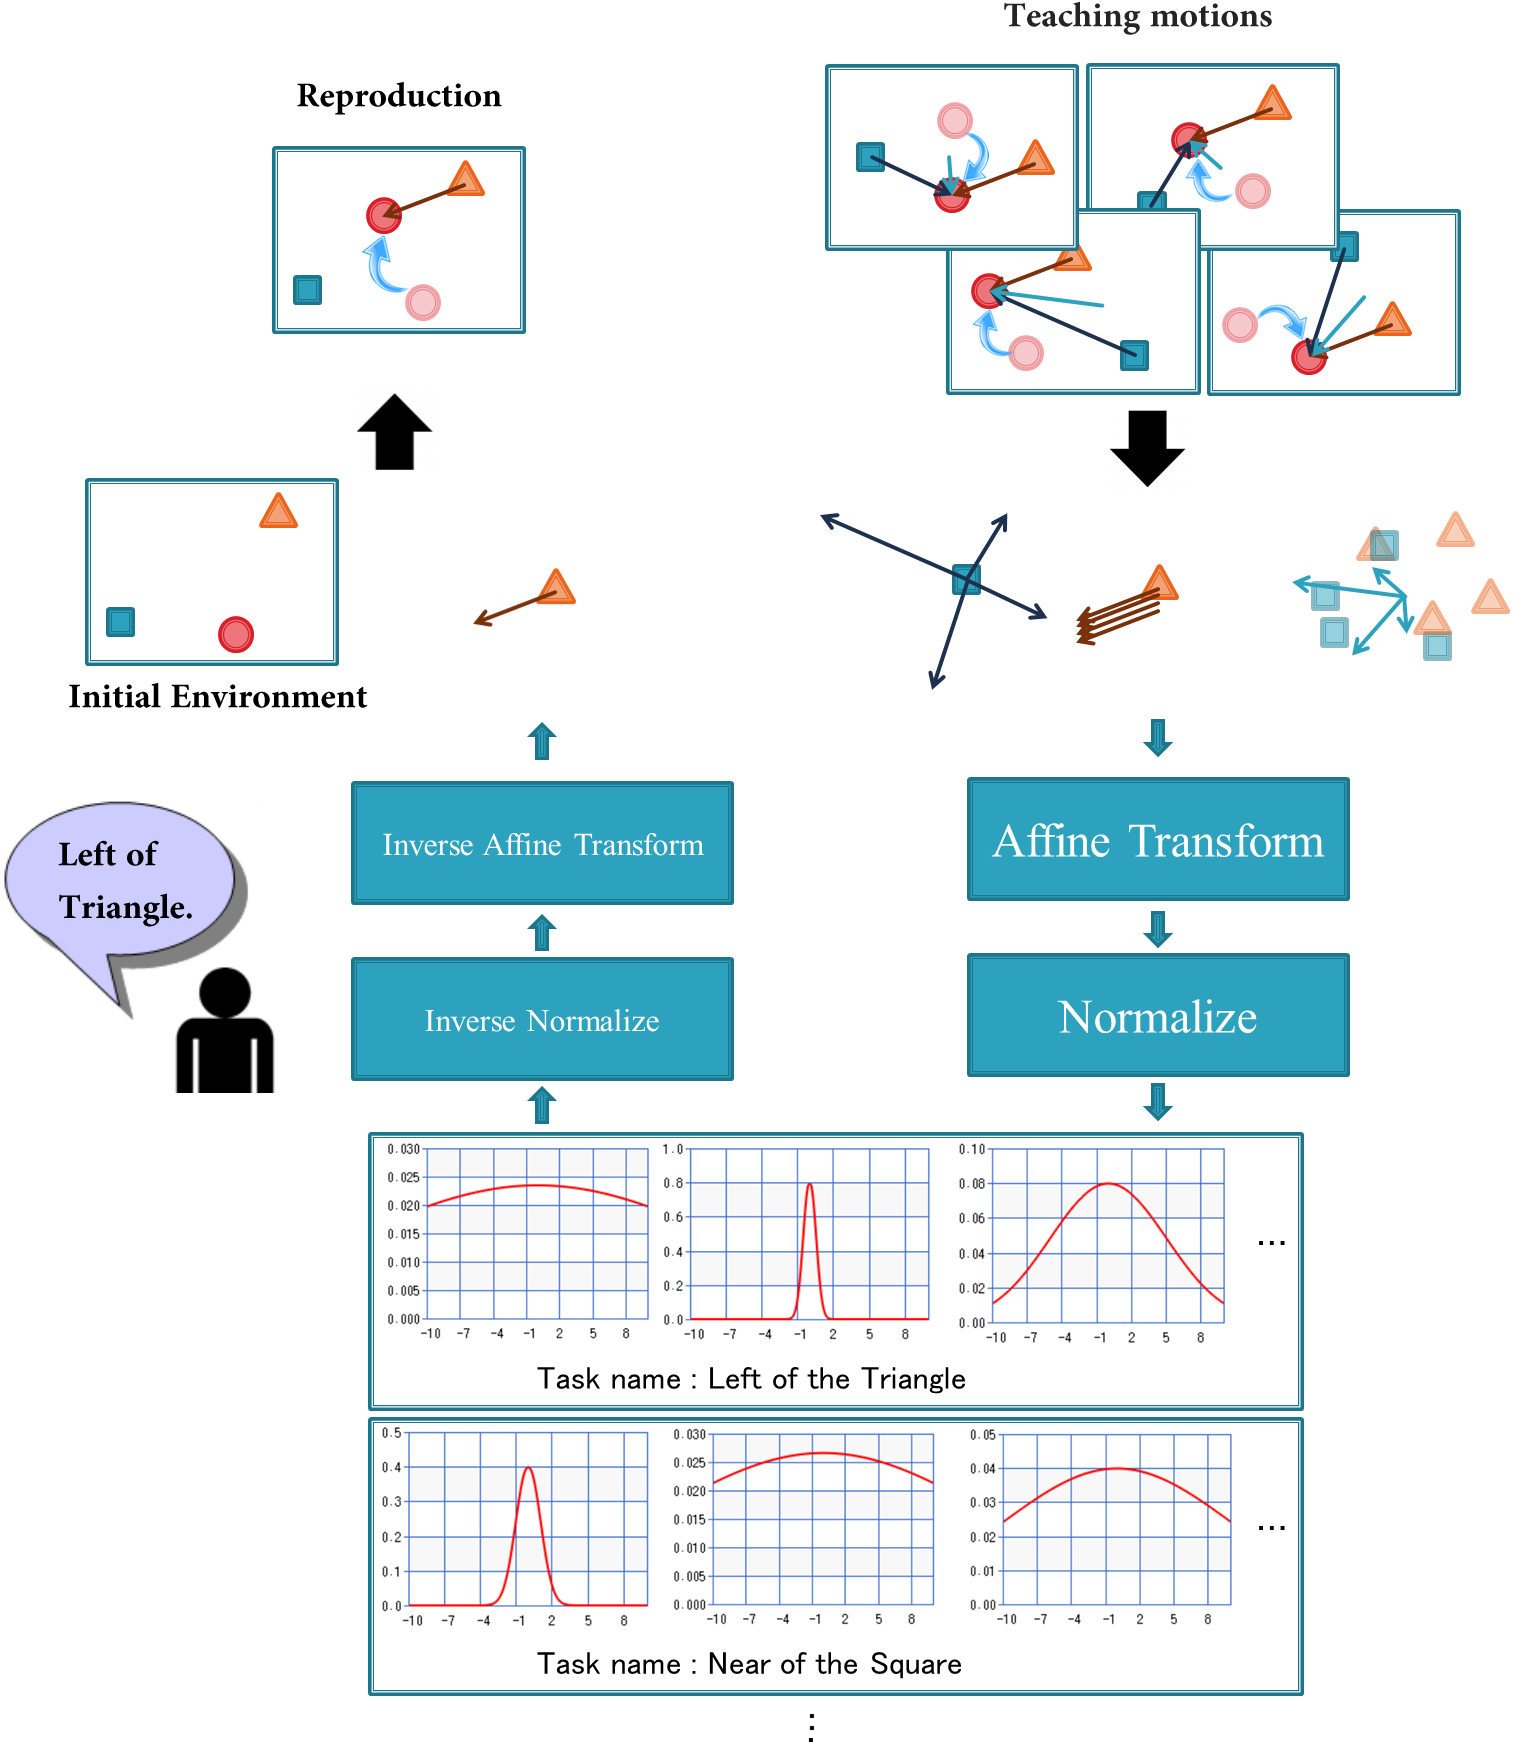 Teaching motions
Reproduction
Initial Environment
Left of
Triangle.
Inverse Affine Transform
Affine Transform
Inverse Normalize
Normalize
0.030
0.025
0.020
0.015
0.010
0.005
0.000
-10 -7 -4 -1 2 5 8
1.0
0.8
0.6
0.4
0.2
0.0
-10 -7 -4 -1 2 5 8
0.10
0.08
0.06
0.04
0.02
0.00
-10 -7 -4 -1 2 5 8
...
Task name : Left of the Triangle
0.5
0.4
0.3
0.2
0.1
0.0
-10 -7 -4 -1 2 5 8
0.030
0.025
0.020
0.015
0.010
0.005
0.000
-10 -7 -4 -1 2 5 8
0.05
0.04
0.03
0.02
0.01
0.00
-10 -7 -4 -1 2 5 8
...
Task name : Near of the Square
⋮